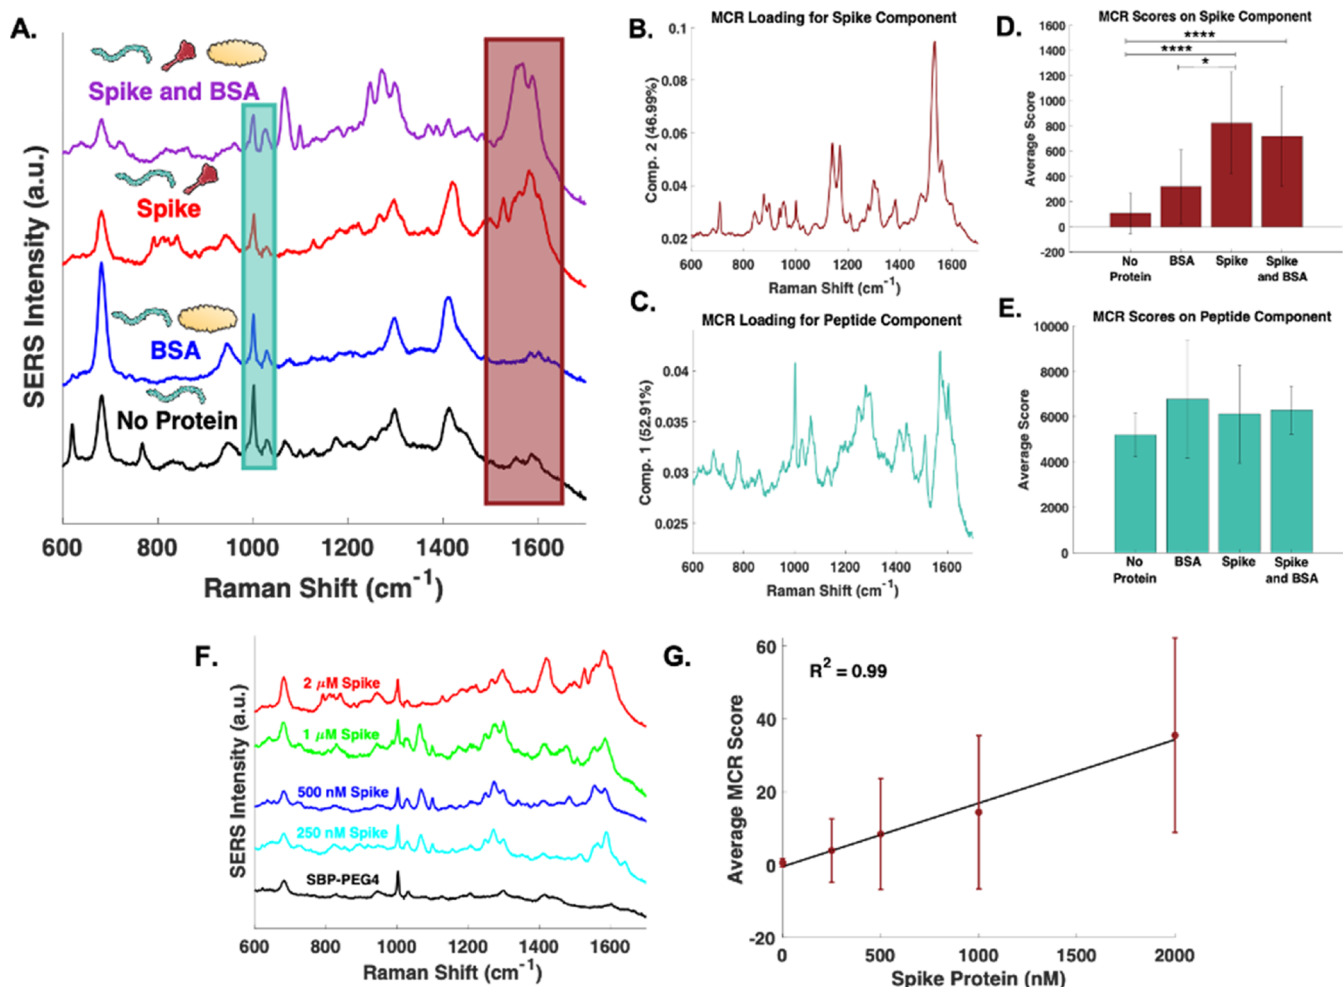 A.
Spike and BSA
Spike
BSA
No Protein
SERS Intensity (a.u.)
600 800 1000 1200 1400 1600
Raman Shift (cm-1)
B.
MCR Loading for Spike Component
Comp. 2 (46.99%)
0.1
0.08
0.06
0.04
0.02
600 800 1000 1200 1400 1600
Raman Shift (cm-1)
C.
MCR Loading for Peptide Component
Comp. 1 (52.91%)
0.04
0.035
0.03
0.025
600 800 1000 1200 1400 1600
Raman Shift (cm-1)
D.
MCR Scores on Spike Component
Average Score
1600
1400
1200
1000
800
600
400
200
0
-200
****
****
*
No Protein
BSA
Spike
Spike and BSA
E.
MCR Scores on Peptide Component
Average Score
10000
8000
6000
4000
2000
0
No Protein
BSA
Spike
Spike and BSA
F.
SERS Intensity (a.u.)
2 μM Spike
1 μM Spike
500 nM Spike
250 nM Spike
SBP-PEG4
600 800 1000 1200 1400 1600
Raman Shift (cm-1)
G.
R2 = 0.99
Average MCR Score
60
40
20
0
-20
0 500 1000 1500 2000
Spike Protein (nM)